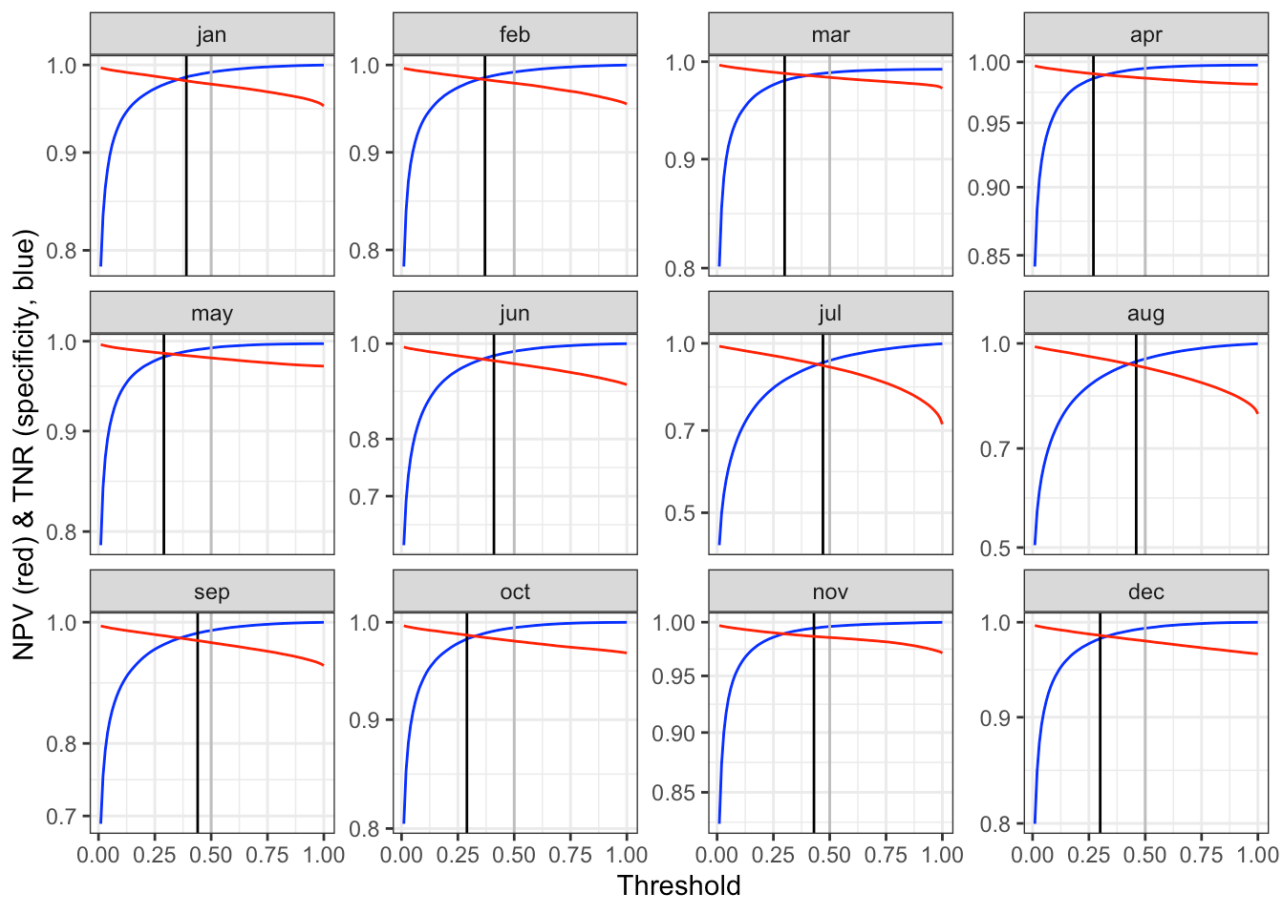 jan feb mar apr
1.0 1.0 1.0 1.00
0.95
0.9 0.9 0.9
0.90
0.8 0.8 0.8 0.85
may jun jul aug
1.0 1.0 1.0 1.0
0.9
0.8 0.7 0.7
0.8 0.7 0.5 0.5
sep oct nov dec
1.0 1.0 1.00 1.0
0.95
0.9 0.9
0.8 0.90
0.7 0.8 0.85 0.8
0.00 0.25 0.50 0.75 1.00 0.00 0.25 0.50 0.75 1.00 0.00 0.25 0.50 0.75 1.00 0.00 0.25 0.50 0.75 1.00
Threshold
NPV (red) & TNR (specificity, blue)